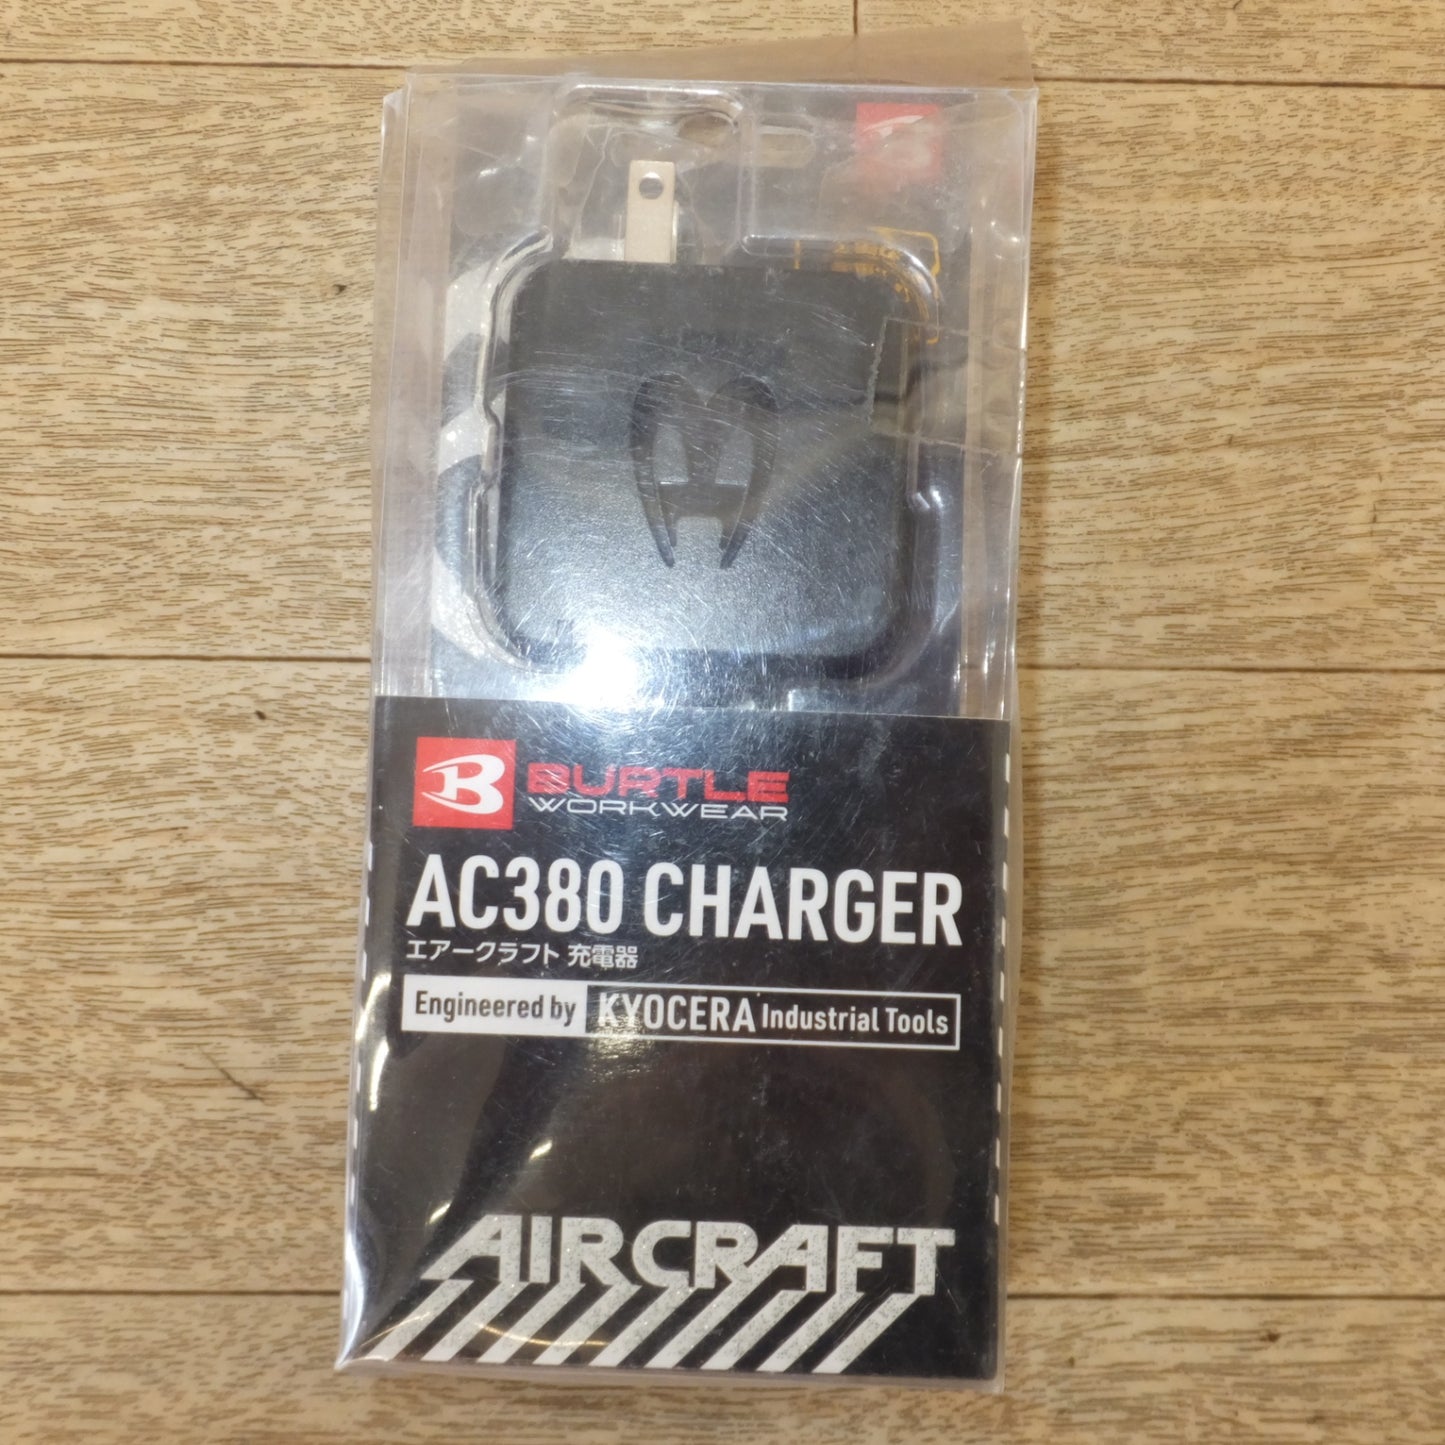 BURTLE
WORKWEAR
AC380 CHARGER
エアークラフト 充電器
Engineered by KYOCERA Industrial Tools
AIRCRAFT